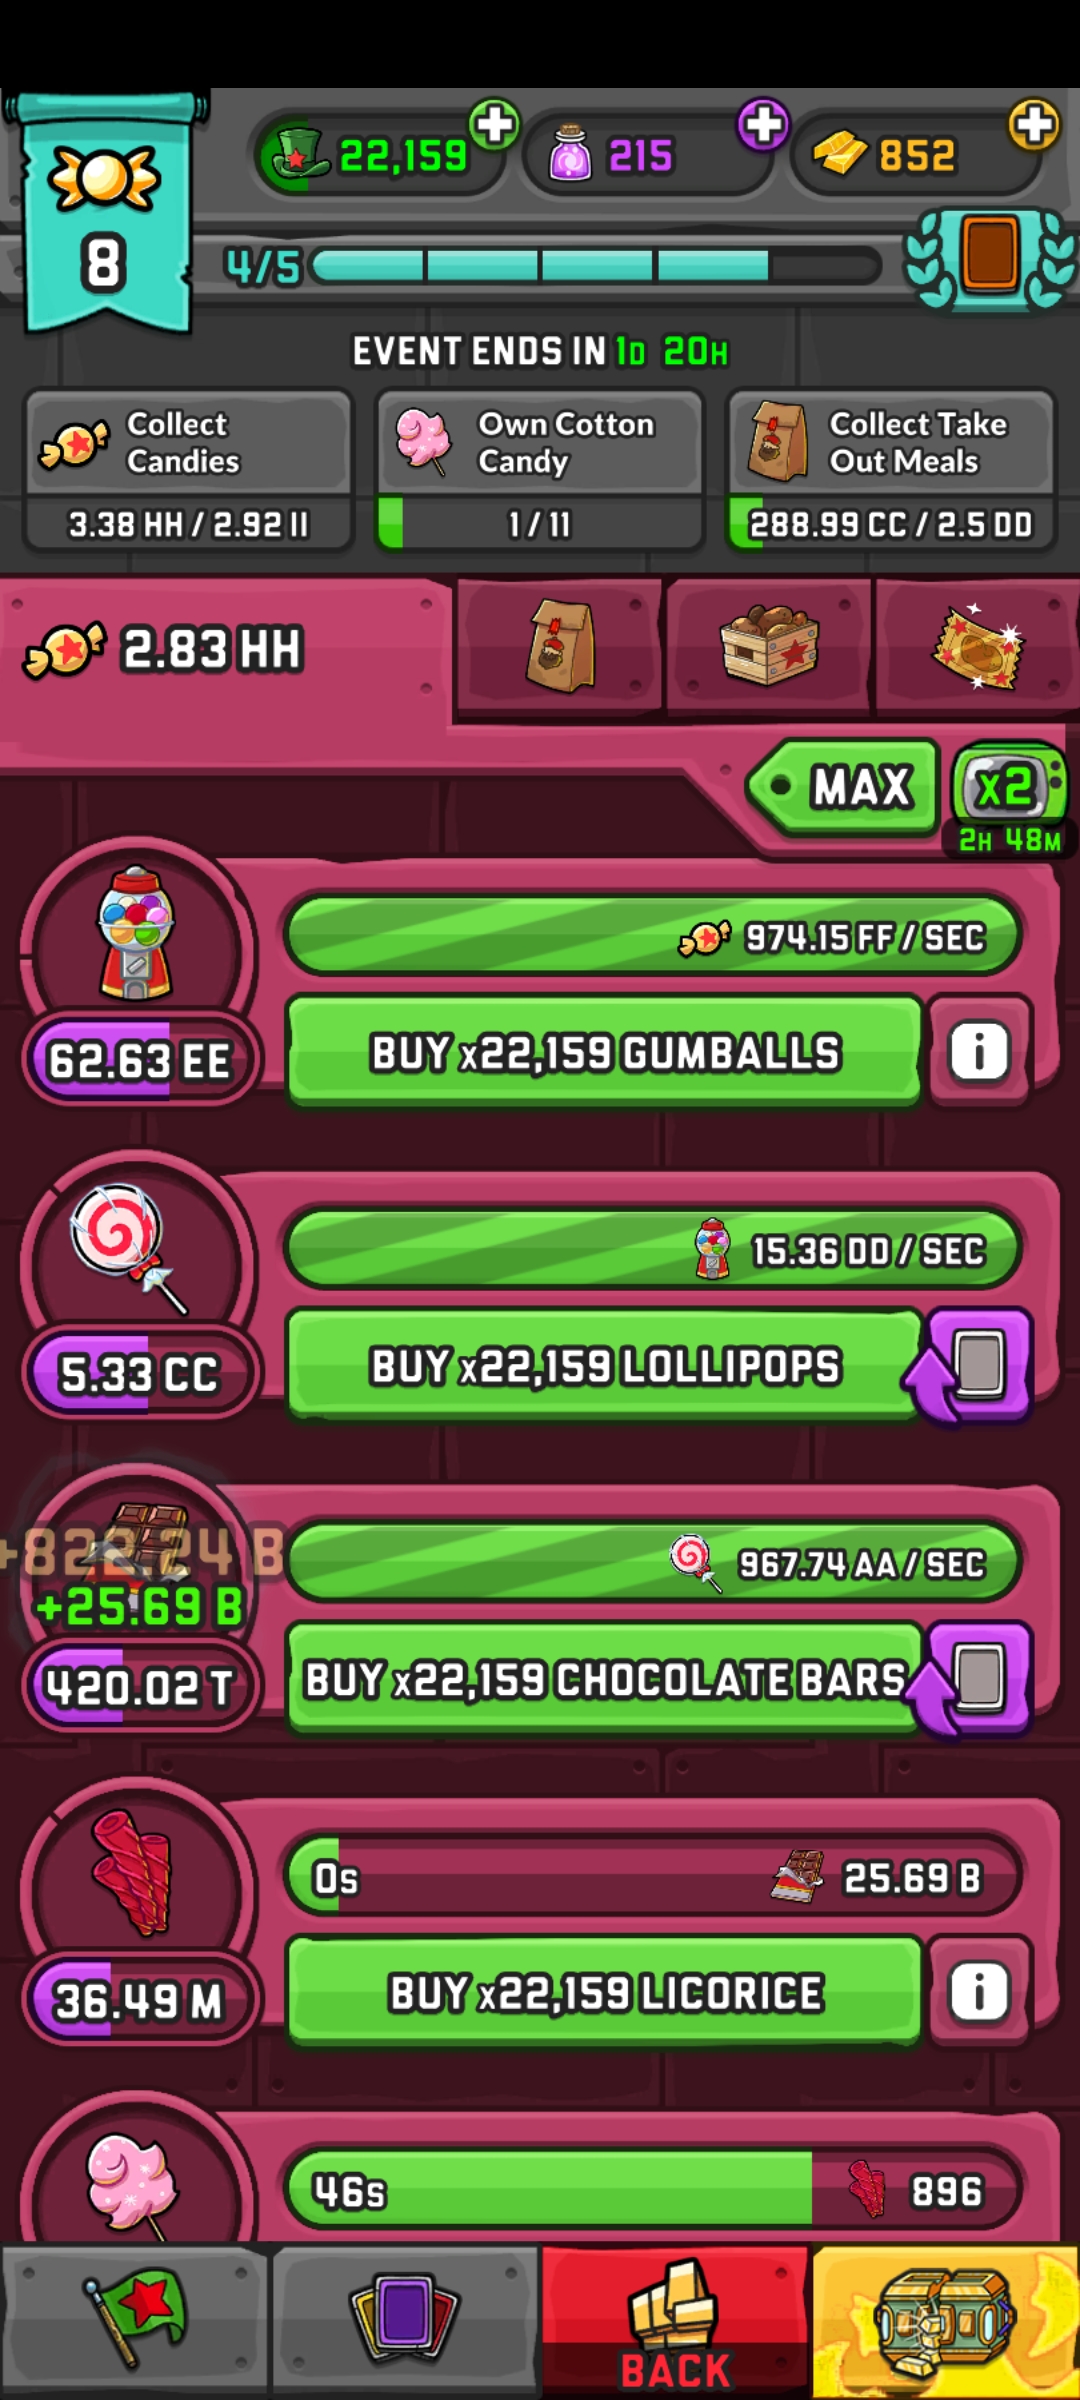 22,159
215
852
8
4/5
EVENT ENDS IN 1D 20H
Collect
Candies
3.38 HH / 2.92 II
Own Cotton
Candy
1 / 11
Collect Take
Out Meals
288.99 CC / 2.5 DD
2.83 HH
MAX
x2
2H 48M
974.15 FF / SEC
62.63 EE
BUY x22,159 GUMBALLS
i
15.36 DD / SEC
5.33 CC
BUY x22,159 LOLLIPOPS
+822.24 B
+25.69 B
967.74 AA / SEC
420.02 T
BUY x22,159 CHOCOLATE BARS
0s
25.69 B
36.49 M
BUY x22,159 LICORICE
i
46s
896
BACK